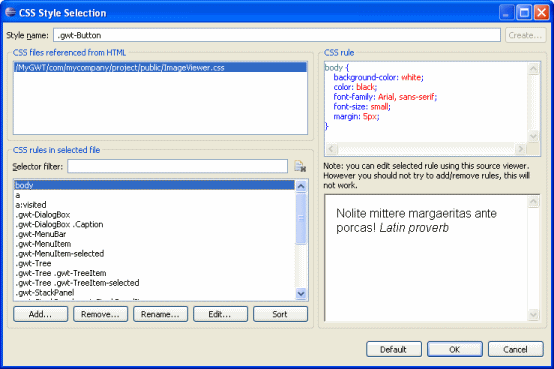 CSS Style Selection
Style name: .gwt-Button Create...
CSS files referenced from HTML
/MyGWT/com/mycompany/project/public/ImageViewer.css
CSS rules in selected file
Selector filter:
body
a
a:visited
.gwt-DialogBox
.gwt-DialogBox .Caption
.gwt-MenuBar
.gwt-MenuItem
.gwt-MenuItem-selected
.gwt-Tree
.gwt-Tree .gwt-TreeItem
.gwt-Tree .gwt-TreeItem-selected
.gwt-StackPanel
Add... Remove... Rename... Edit... Sort
CSS rule
body {
background-color: white;
color: black;
font-family: Arial, sans-serif;
font-size: small;
margin: 5px;
}
Note: you can edit selected rule using this source viewer.
However you should not try to add/remove rules, this will
not work.
Nolite mittere margaeritas ante
porcas! Latin proverb
Default OK Cancel